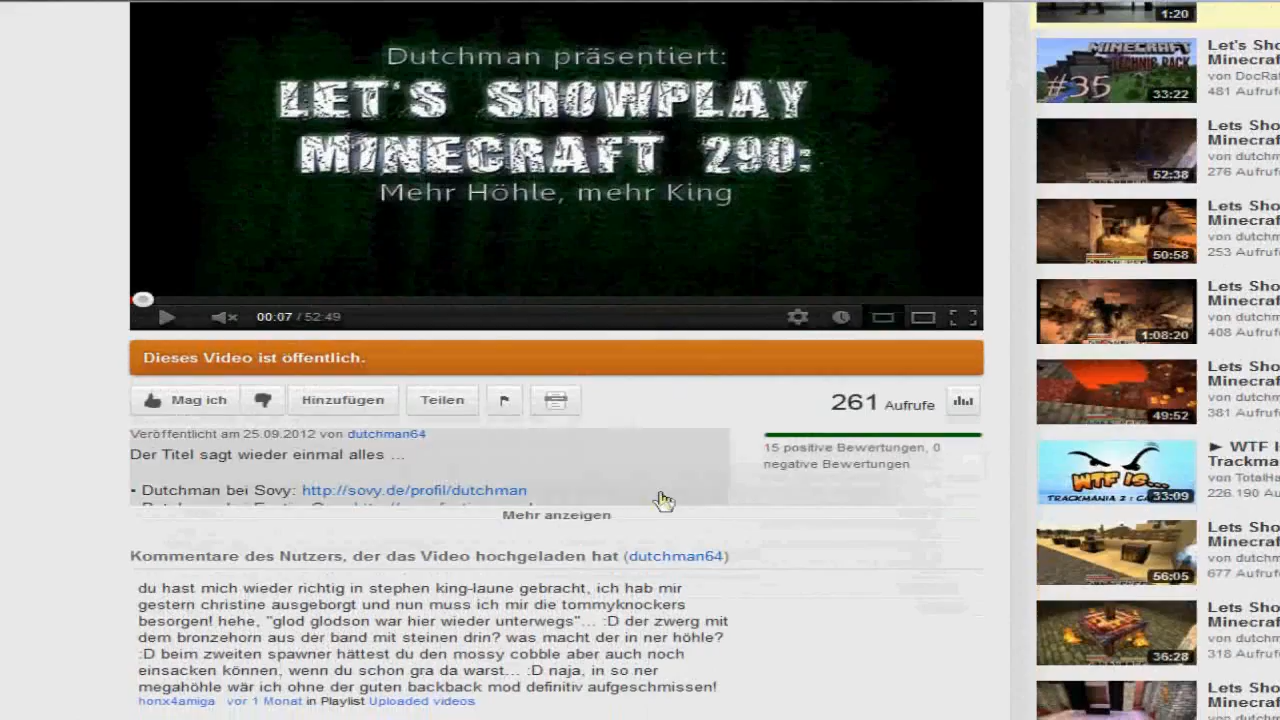 Dutchman präsentiert:
LET'S SHOWPLAY
MINECRAFT 290:
Mehr Höhle, mehr King
00:07 / 52:49
Dieses Video ist öffentlich.
Mag ich
Hinzufügen
Teilen
261 Aufrufe
Veröffentlicht am 25.09.2012 von dutchman64
Der Titel sagt wieder einmal alles ...
• Dutchman bei Sovy: http://sovy.de/profil/dutchman
15 positive Bewertungen, 0
negative Bewertungen
Mehr anzeigen
Kommentare des Nutzers, der das Video hochgeladen hat (dutchman64)
du hast mich wieder richtig in stephen king-laune gebracht, ich hab mir
gestern christine ausgeborgt und nun muss ich mir die tommyknockers
besorgen! hehe, "glod glodson war hier wieder unterwegs"... :D der zwerg mit
dem bronzehorn aus der band mit steinen drin? was macht der in ner höhle?
:D beim zweiten spawner hättest du den mossy cobble aber auch noch
einsacken können, wenn du schon gra da warst... :D naja, in so ner
megahöhle wär ich ohne der guten backback mod definitiv aufgeschmissen!
honx4amiga vor 1 Monat in Playlist Uploaded videos
1:20
MINECRAFT
TECHNIC PACK
#35
33:22
Let's Sho
Minecraf
von DocRa
481 Aufruf
52:38
Lets Sho
Minecraf
von dutchm
276 Aufruf
50:58
Lets Sho
Minecraf
von dutchm
253 Aufruf
1:08:20
Lets Sho
Minecraf
von dutchm
408 Aufruf
49:52
Lets Sho
Minecraf
von dutchm
381 Aufruf
WTF IS...
TRACKMANIA 2 : CA
33:09
► WTF I
Trackma
von TotalHa
226.190 Au
56:05
Lets Sho
Minecraf
von dutchm
677 Aufruf
36:28
Lets Sho
Minecraf
von dutchm
318 Aufruf
Lets Sho
Minecraf